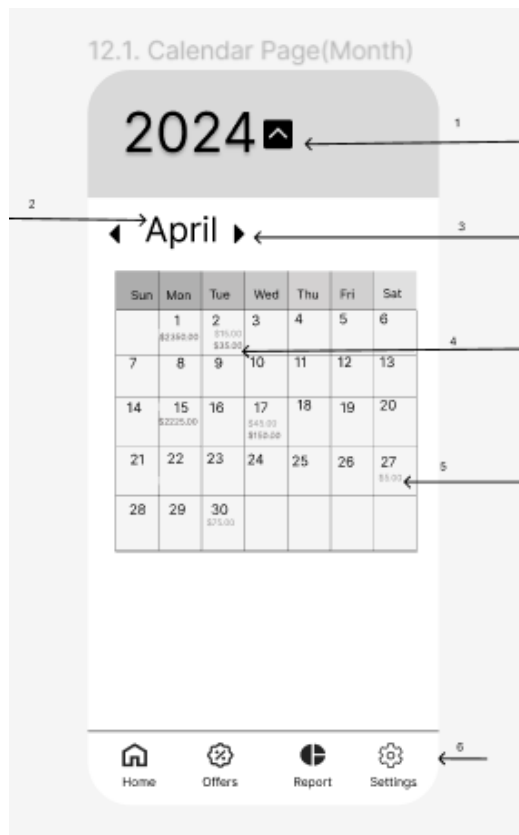 12.1. Calendar Page(Month)
2024
1
2
April
3
Sun Mon Tue Wed Thu Fri Sat
1 2 3 4 5 6
$2350.00 $15.00
$35.00
4
7 8 9 10 11 12 13
14 15 16 17 18 19 20
$2225.00 $45.00
$150.00
21 22 23 24 25 26 27
5
$5.00
28 29 30
$75.00
6
Home Offers Report Settings